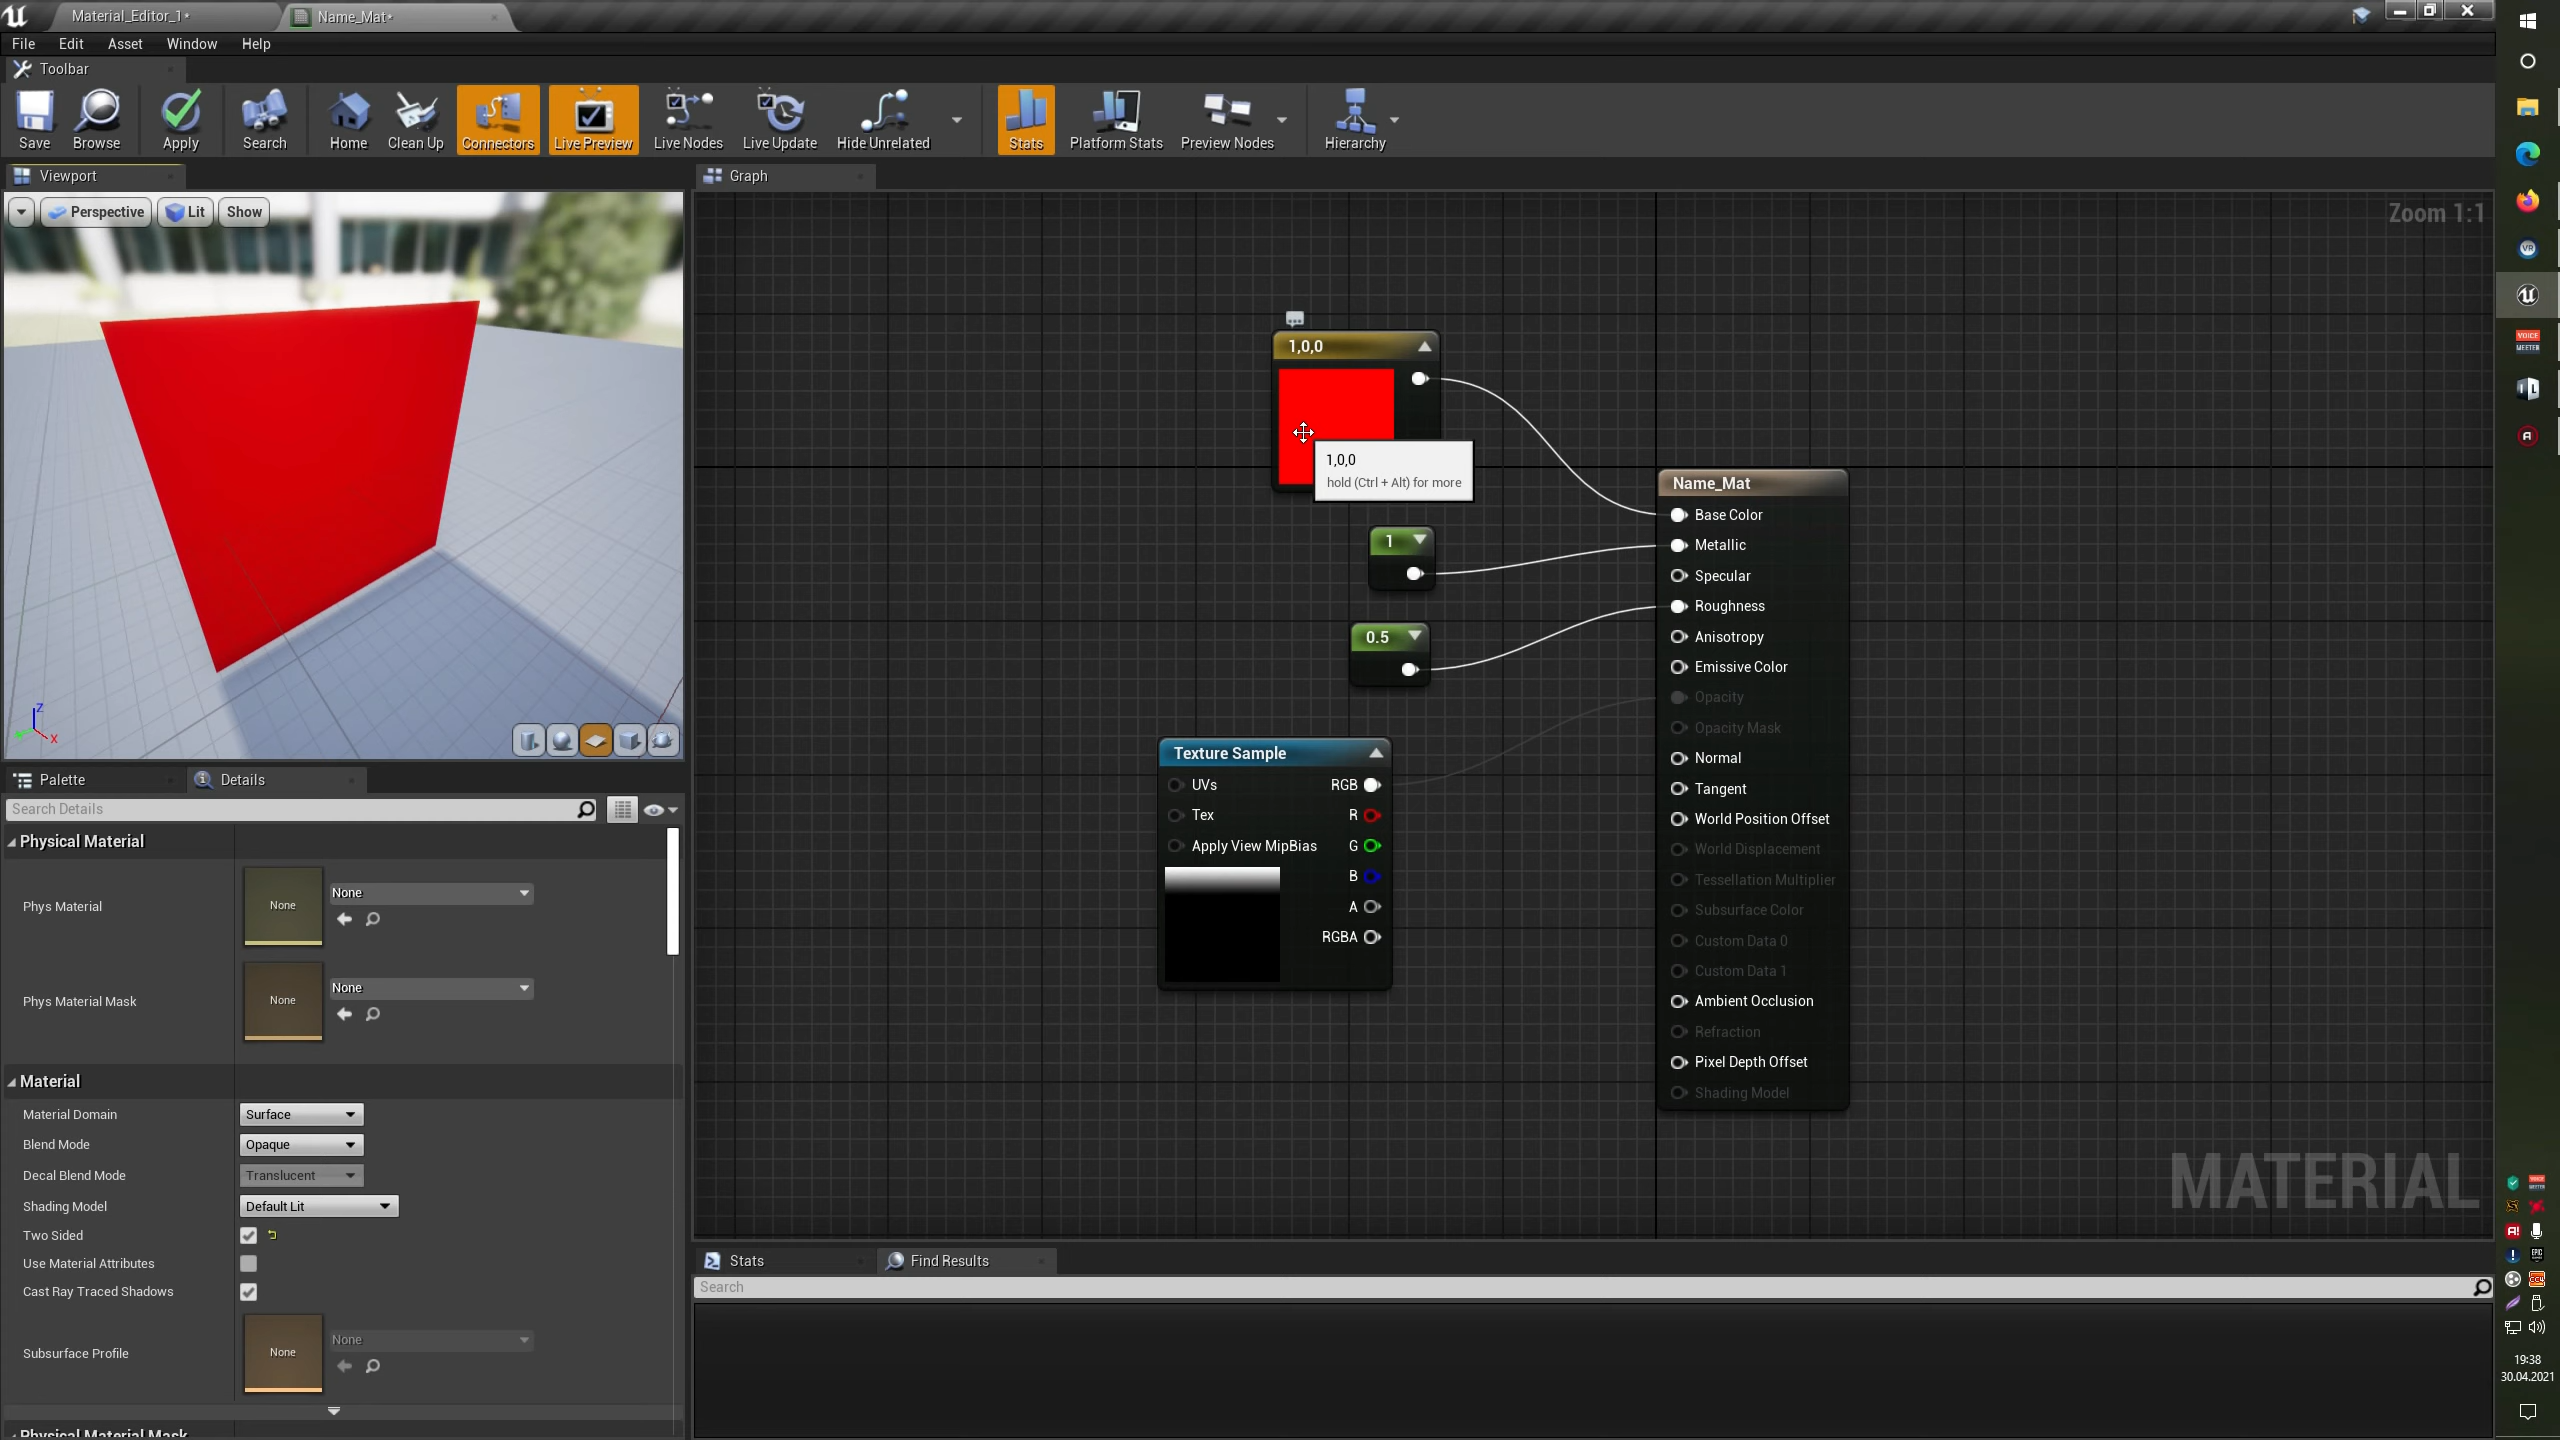 Material_Editor_1*
Name_Mat*
File Edit Asset Window Help
Toolbar
Save Browse Apply Search Home Clean Up Connectors Live Preview Live Nodes Live Update Hide Unrelated Stats Platform Stats Preview Nodes Hierarchy
Viewport
Perspective Lit Show
Z
X
Graph
Zoom 1:1
1,0,0
1,0,0
hold (Ctrl + Alt) for more
1
0.5
Texture Sample
UVs RGB
Tex R
Apply View MipBias G
B
A
RGBA
Name_Mat
Base Color
Metallic
Specular
Roughness
Anisotropy
Emissive Color
Opacity
Opacity Mask
Normal
Tangent
World Position Offset
World Displacement
Tessellation Multiplier
Subsurface Color
Custom Data 0
Custom Data 1
Ambient Occlusion
Refraction
Pixel Depth Offset
Shading Model
MATERIAL
Palette Details
Search Details
Physical Material
Phys Material None None
Phys Material Mask None None
Material
Material Domain Surface
Blend Mode Opaque
Decal Blend Mode Translucent
Shading Model Default Lit
Two Sided
Use Material Attributes
Cast Ray Traced Shadows
Subsurface Profile None None
Physical Material Mask
Stats Find Results
Search
VR
VOICE
MEETER
A
EPIC
19:38
30.04.2021